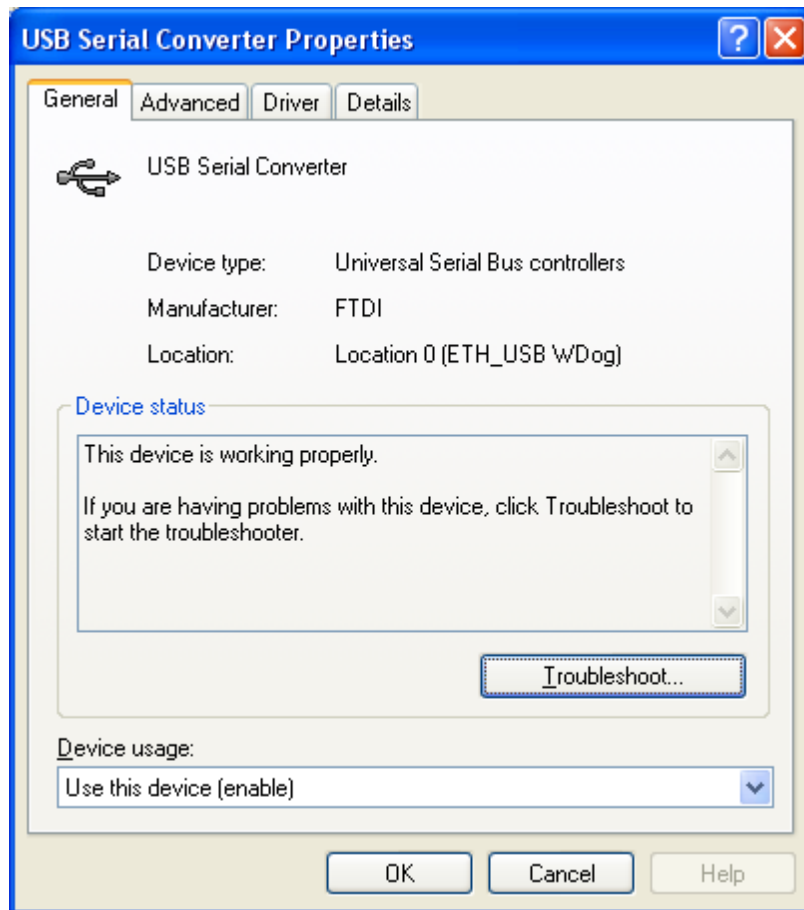 USB Serial Converter Properties
?
General Advanced Driver Details
USB Serial Converter
Device type: Universal Serial Bus controllers
Manufacturer: FTDI
Location: Location 0 (ETH_USB WDog)
Device status
This device is working properly.
If you are having problems with this device, click Troubleshoot to
start the troubleshooter.
Troubleshoot...
Device usage:
Use this device (enable)
OK Cancel Help